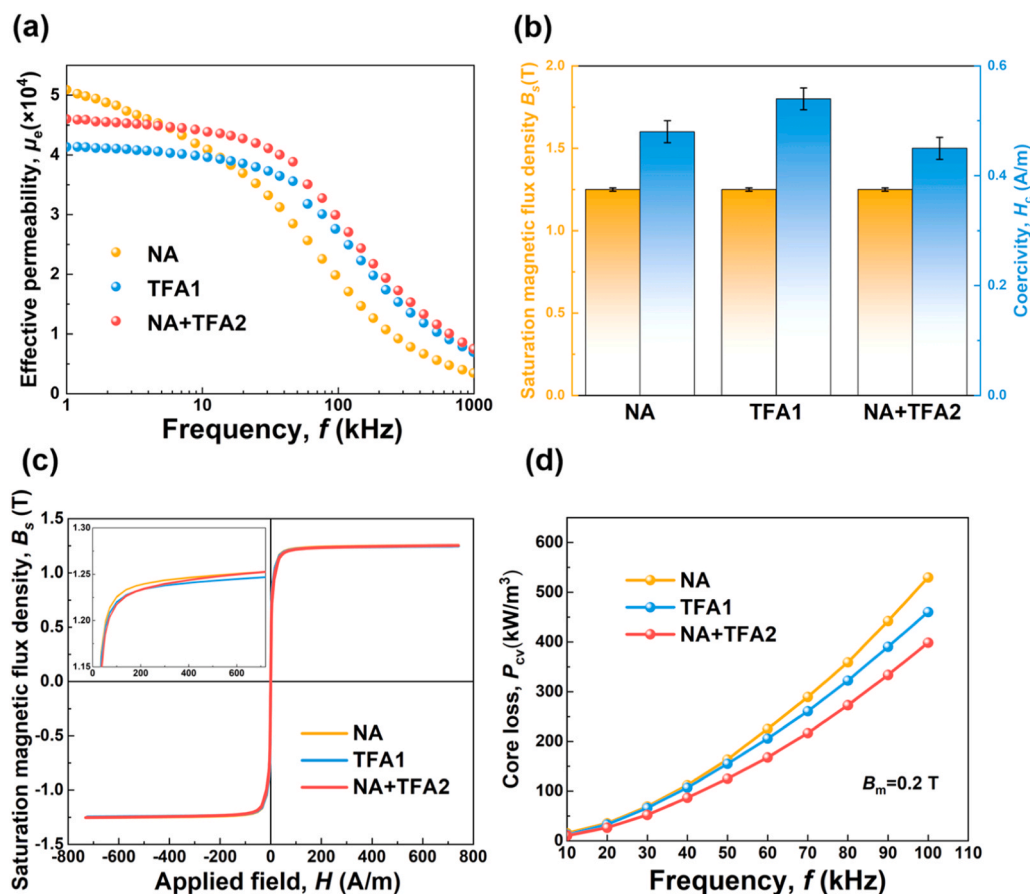 (a)
Effective permeability, μe(×10⁴)
5
4
3
2
1
0
NA
TFA1
NA+TFA2
1
10
100
1000
Frequency, f (kHz)
(b)
Saturation magnetic flux density Bs(T)
2.0
1.5
1.0
0.5
0.0
0.6
0.4
0.2
0.0
Coercivity, Hc (A/m)
NA
TFA1
NA+TFA2
(c)
Saturation magnetic flux density, Bs (T)
1.5
1.0
0.5
0.0
-0.5
-1.0
-1.5
1.30
1.25
1.20
1.15
0 200 400 600
NA
TFA1
NA+TFA2
-800 -600 -400 -200 0 200 400 600 800
Applied field, H (A/m)
(d)
Core loss, Pcv(kW/m³)
600
500
400
300
200
100
0
NA
TFA1
NA+TFA2
Bm=0.2 T
10 20 30 40 50 60 70 80 90 100 110
Frequency, f (kHz)